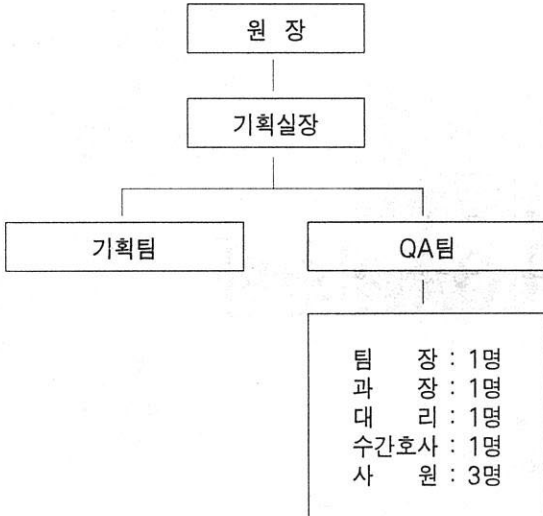 원 장
기획실장
기획팀
QA팀
팀 장 : 1명
과 장 : 1명
대 리 : 1명
수간호사 : 1명
사 원 : 3명